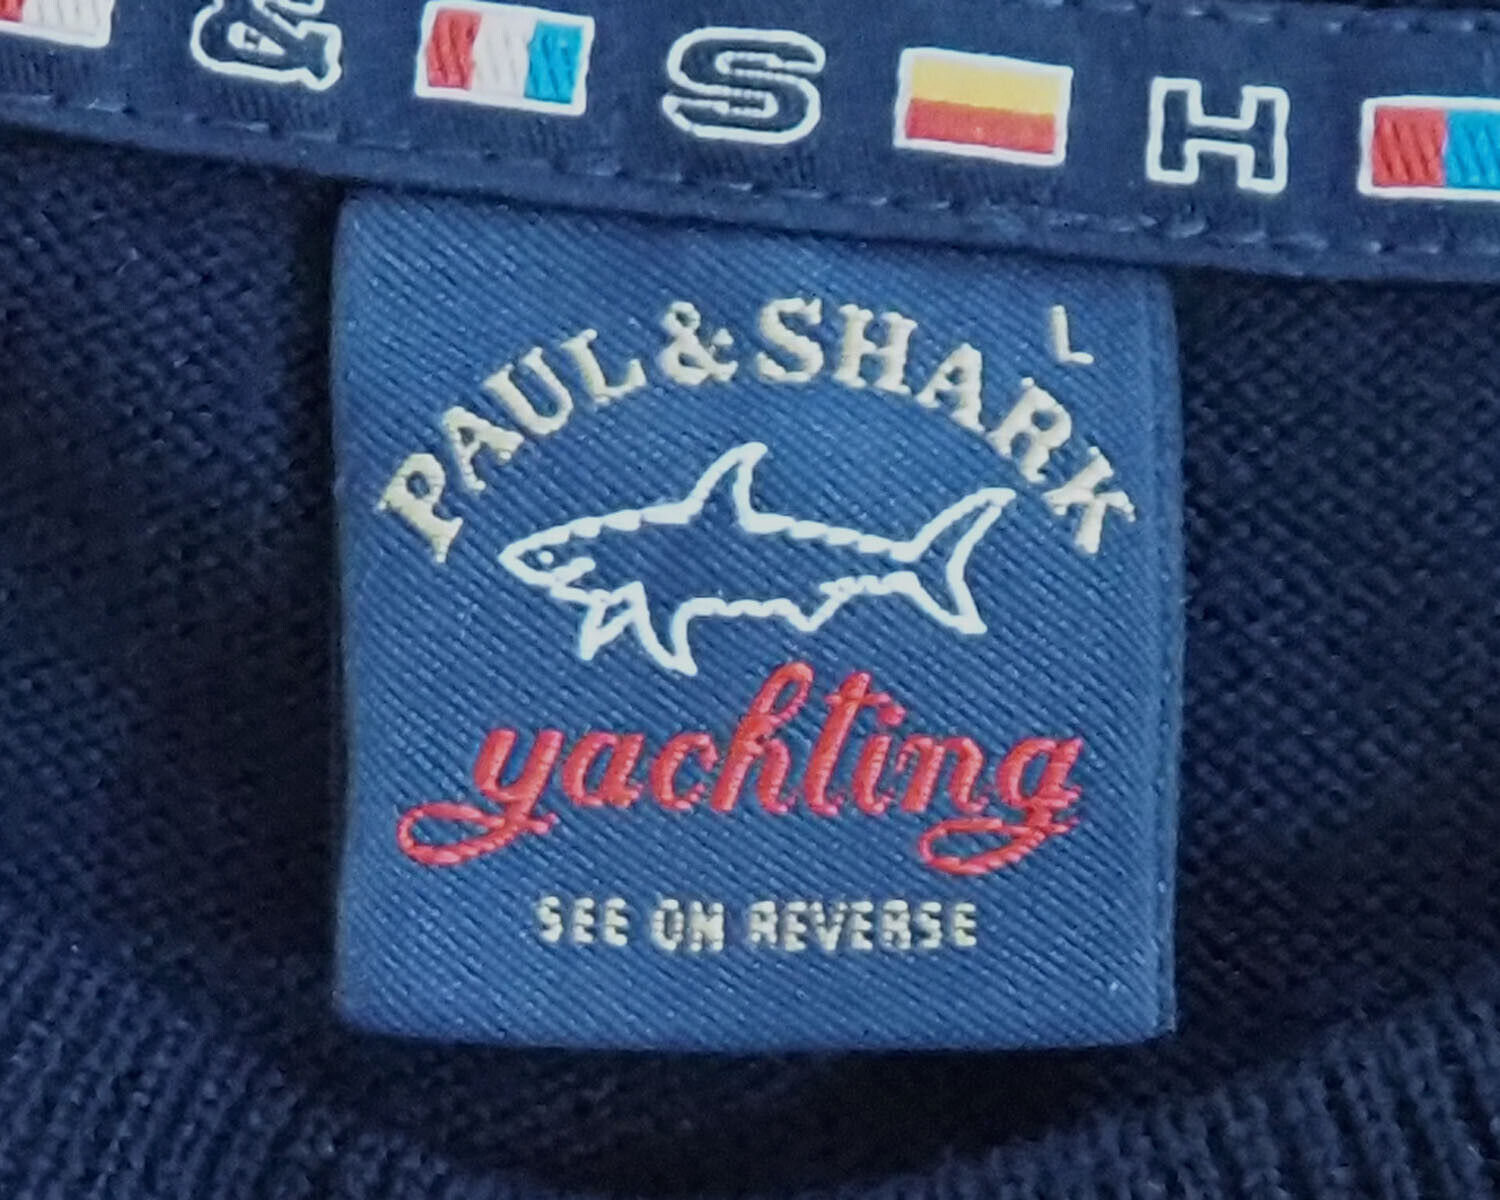 & S H
PAUL & SHARK
L
yachting
SEE ON REVERSE